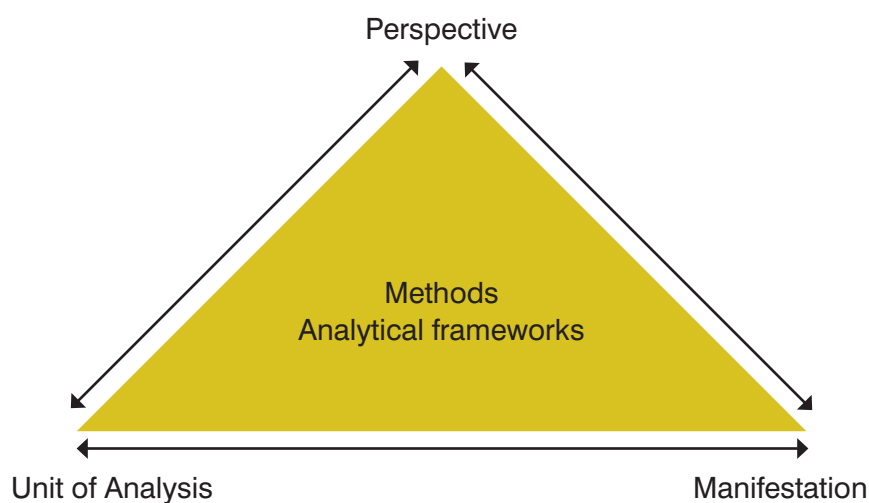 Perspective
Methods
Analytical frameworks
Unit of Analysis
Manifestation